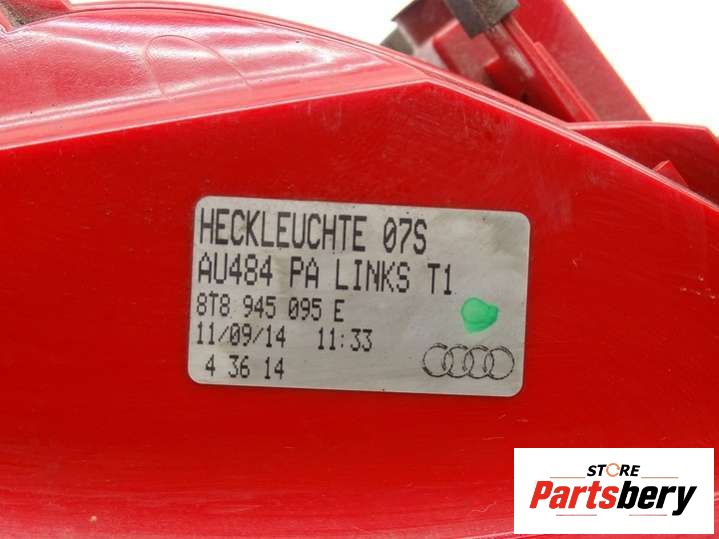 HECKLEUCHTE 07S
AU484 PA LINKS T1
8T8 945 095 E
11/09/14 11:33
4 36 14
STORE
Partsbery